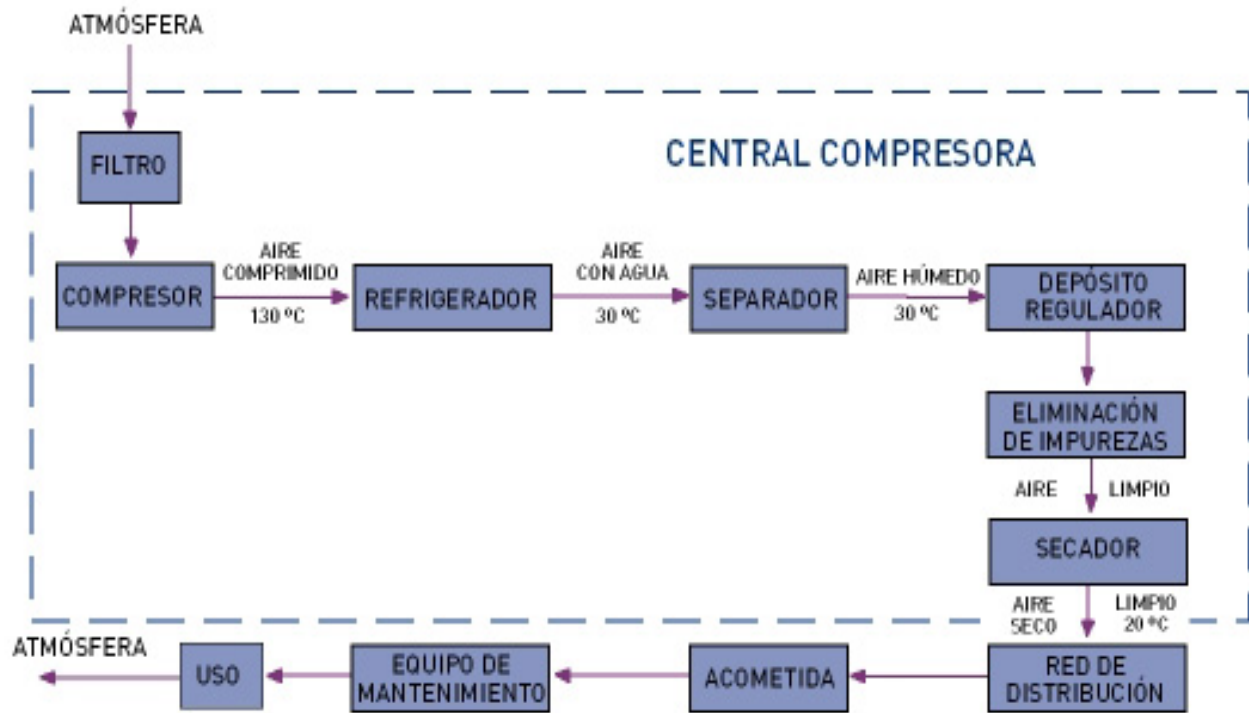 ATMÓSFERA
FILTRO
CENTRAL COMPRESORA
COMPRESOR
AIRE
COMPRIMIDO
130 ºC
REFRIGERADOR
AIRE
CON AGUA
30 ºC
SEPARADOR
AIRE HÚMEDO
30 ºC
DEPÓSITO
REGULADOR
ELIMINACIÓN
DE IMPUREZAS
AIRE LIMPIO
SECADOR
AIRE LIMPIO
SECO 20 ºC
RED DE
DISTRIBUCIÓN
ACOMETIDA
EQUIPO DE
MANTENIMIENTO
USO
ATMÓSFERA